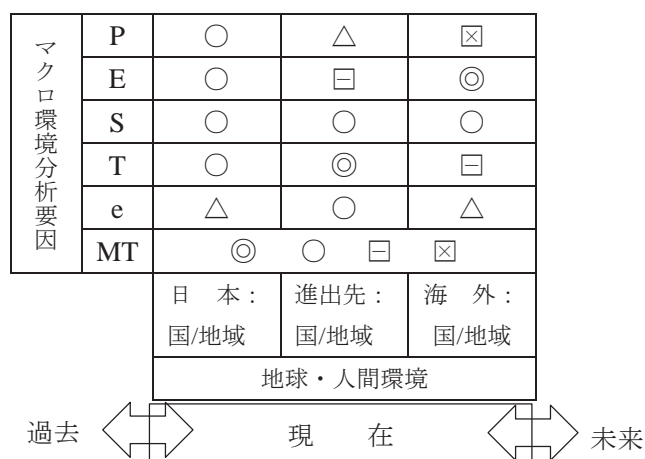 マクロ環境分析要因
P ○ △ ☒
E ○ ⊟ ◎
S ○ ○ ○
T ○ ◎ ⊟
e △ ○ △
MT ◎ ○ ⊟ ☒
日 本: 進出先: 海 外:
国/地域 国/地域 国/地域
地球・人間環境
過去 現 在 未来